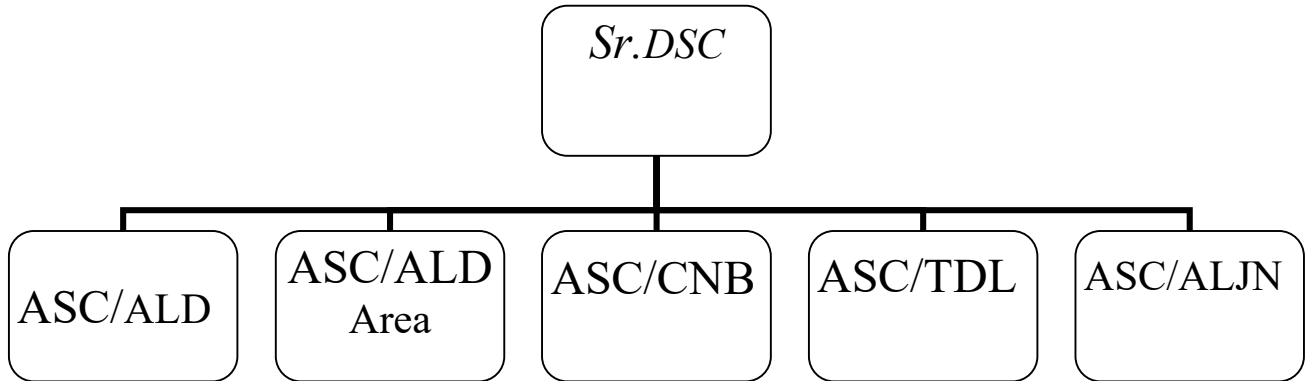 Sr.DSC
ASC/ALD
ASC/ALD
Area
ASC/CNB
ASC/TDL
ASC/ALJN